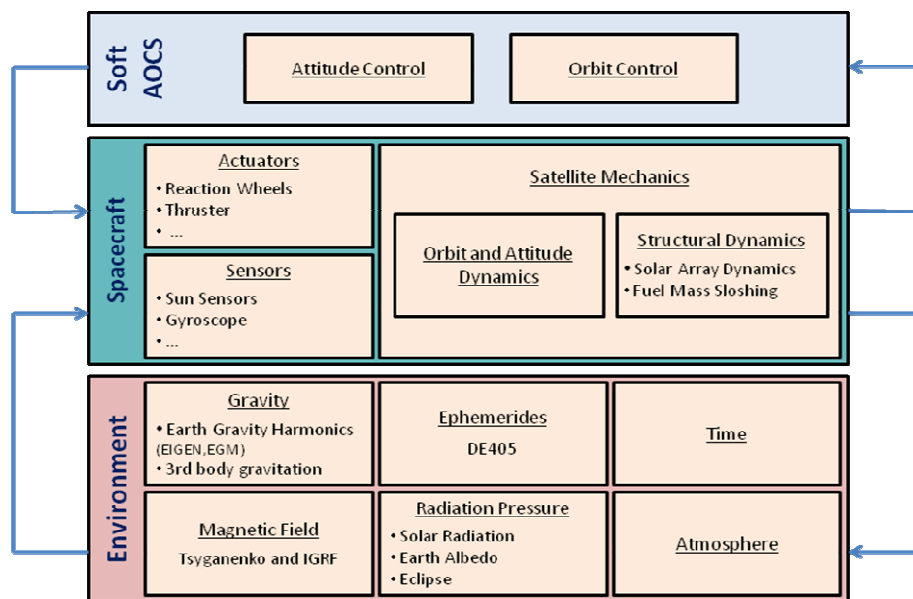 Soft
AOCS
Attitude Control
Orbit Control
Spacecraft
Actuators
• Reaction Wheels
• Thruster
• ...
Sensors
• Sun Sensors
• Gyroscope
• ...
Satellite Mechanics
Orbit and Attitude
Dynamics
Structural Dynamics
• Solar Array Dynamics
• Fuel Mass Sloshing
Environment
Gravity
• Earth Gravity Harmonics
(EIGEN,EGM)
• 3rd body gravitation
Ephemerides
DE405
Time
Magnetic Field
Tsyganenko and IGRF
Radiation Pressure
• Solar Radiation
• Earth Albedo
• Eclipse
Atmosphere